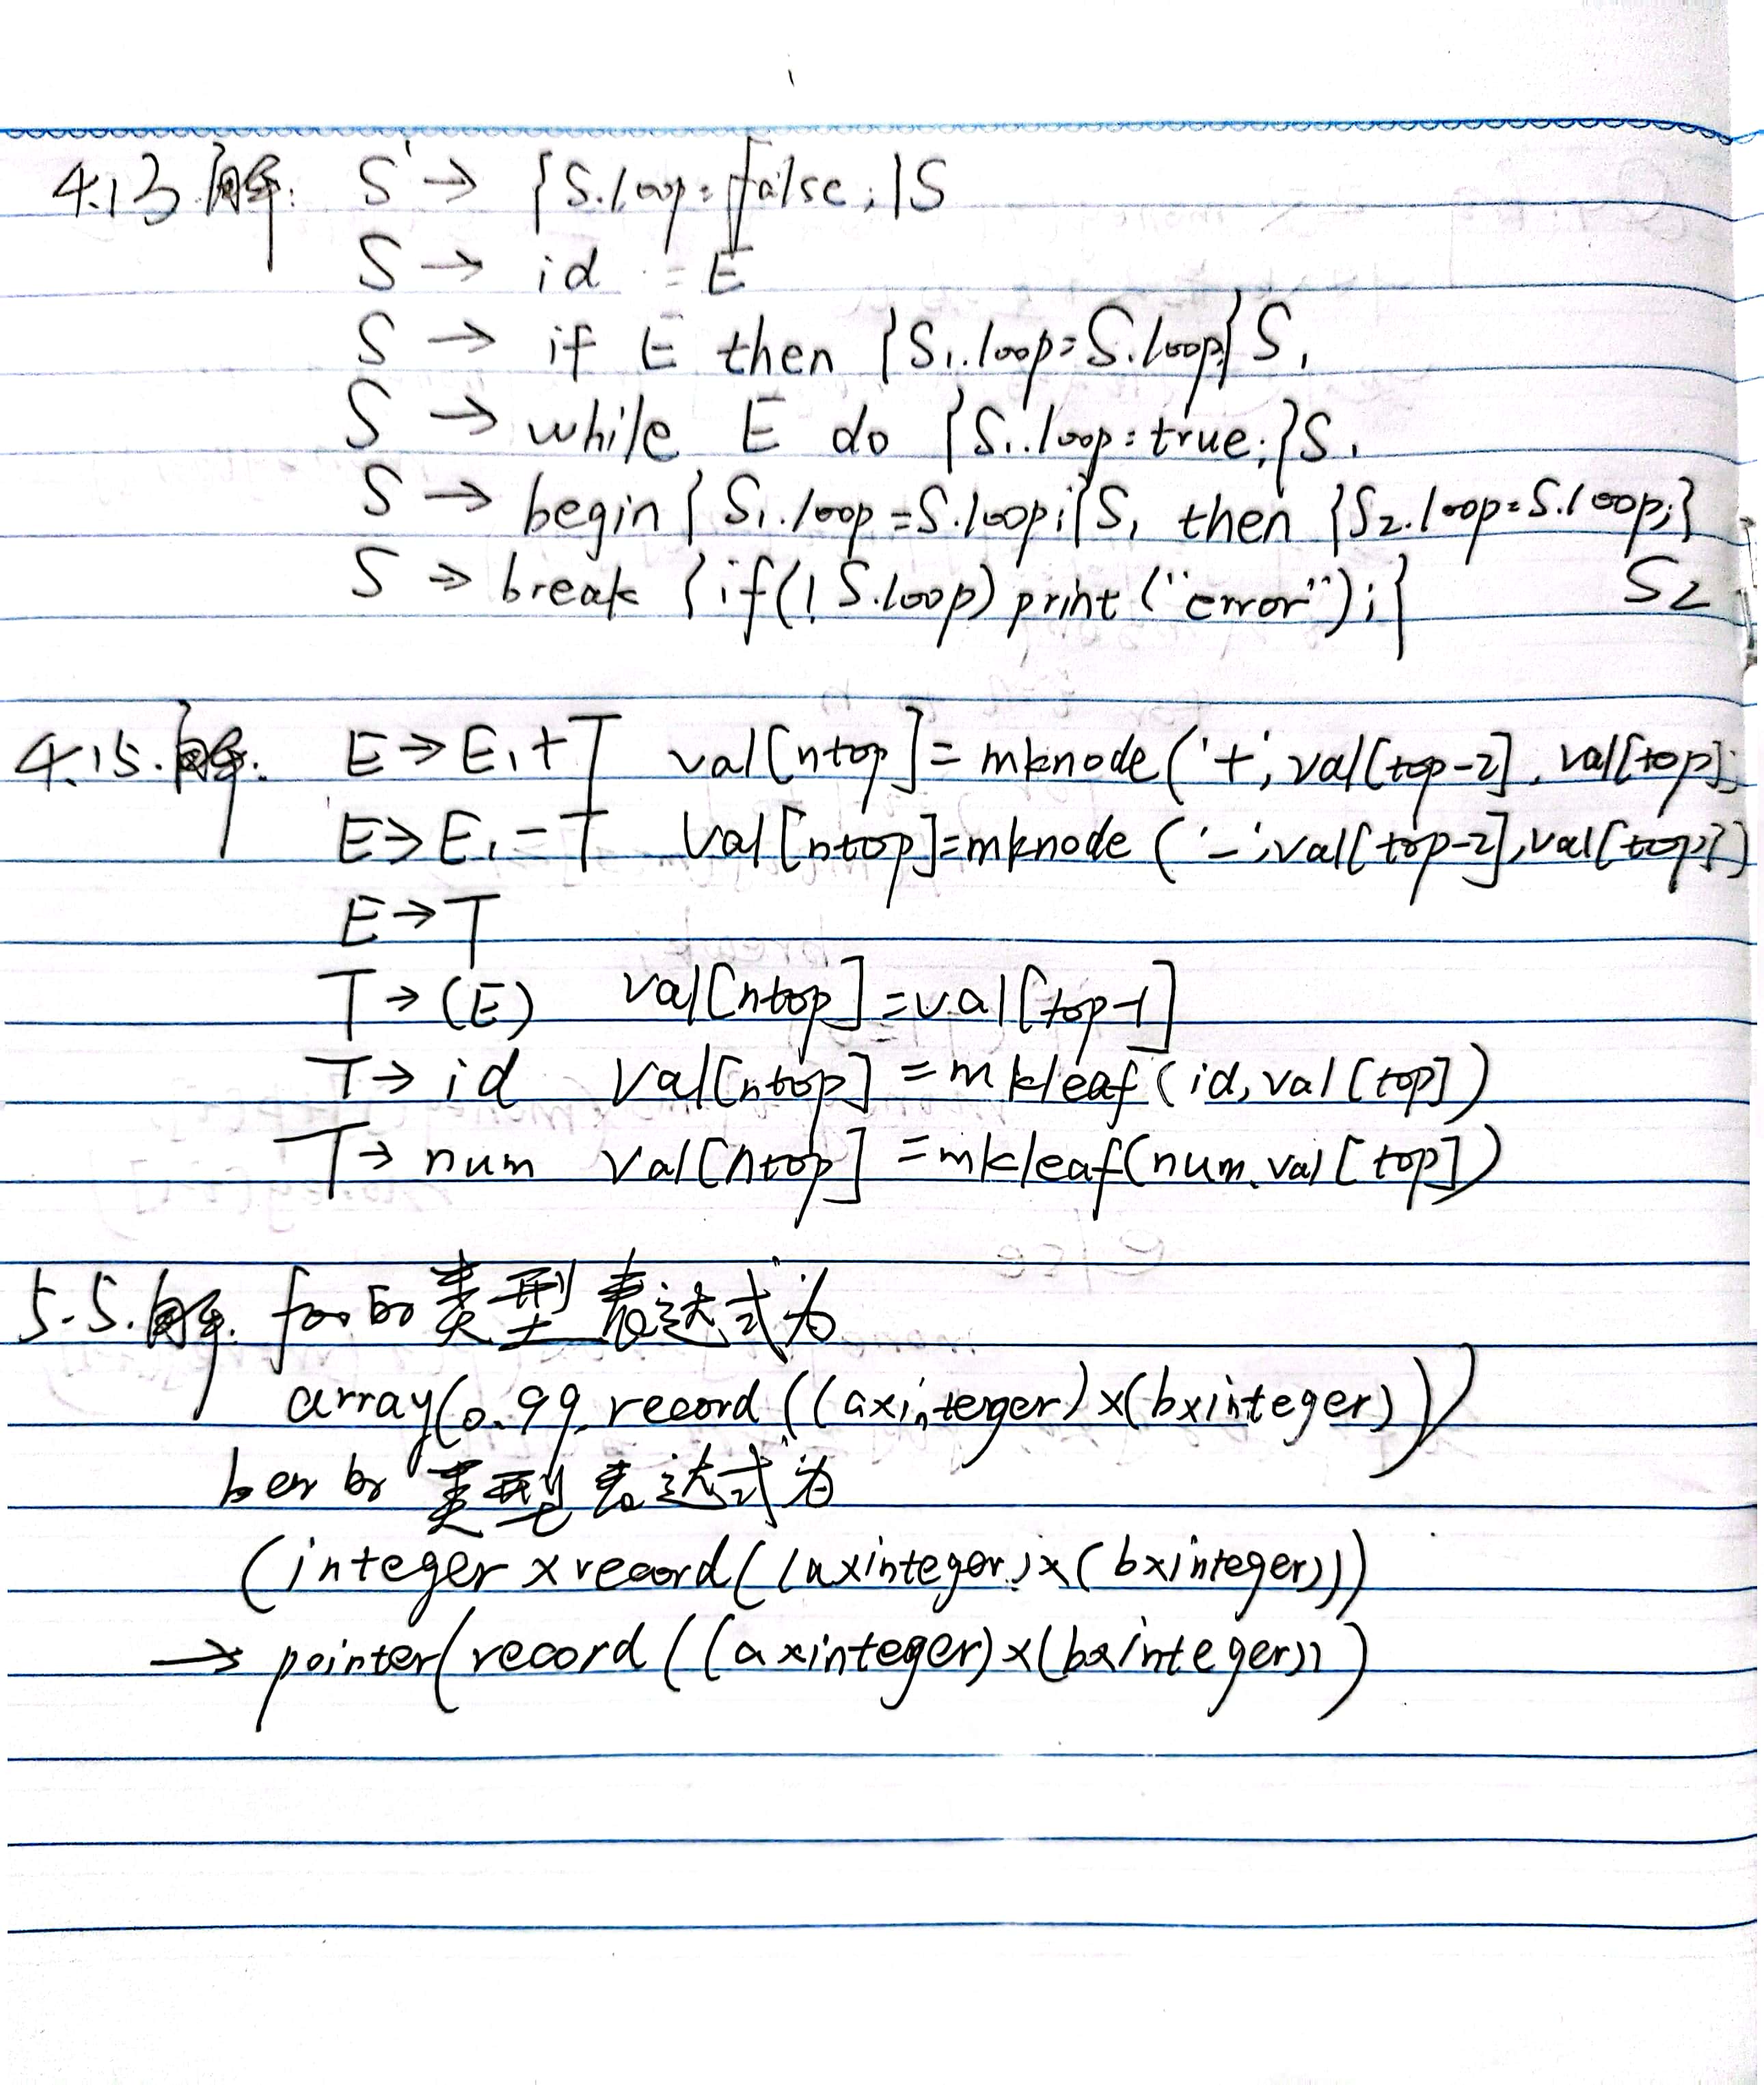 4.13.解: S' → {S.loop=false;}S
S → id := E
S → if E then {S₁.loop=S.loop;}S₁
S → while E do {S₁.loop=true;}S₁
S → begin {S₁.loop=S.loop;}S₁ then {S₂.loop=S.loop;}
S₂
S → break {if(!S.loop) print("error");}
4.15.解: E→E₁+T val[ntop]=mknode('+',val[top-2],val[top];
E→E₁-T val[ntop]=mknode('-',val[top-2],val[top])
E→T
T→(E) val[ntop]=val[top-1]
T→id val[ntop]=mkleaf(id,val[top])
T→num val[ntop]=mkleaf(num,val[top])
5.5.解. foo的类型表达式为
array(0..99,record((a×integer)×(b×integer)))
bar的类型表达式为
(integer×record((a×integer)×(b×integer)))
→pointer(record((a×integer)×(b×integer)))